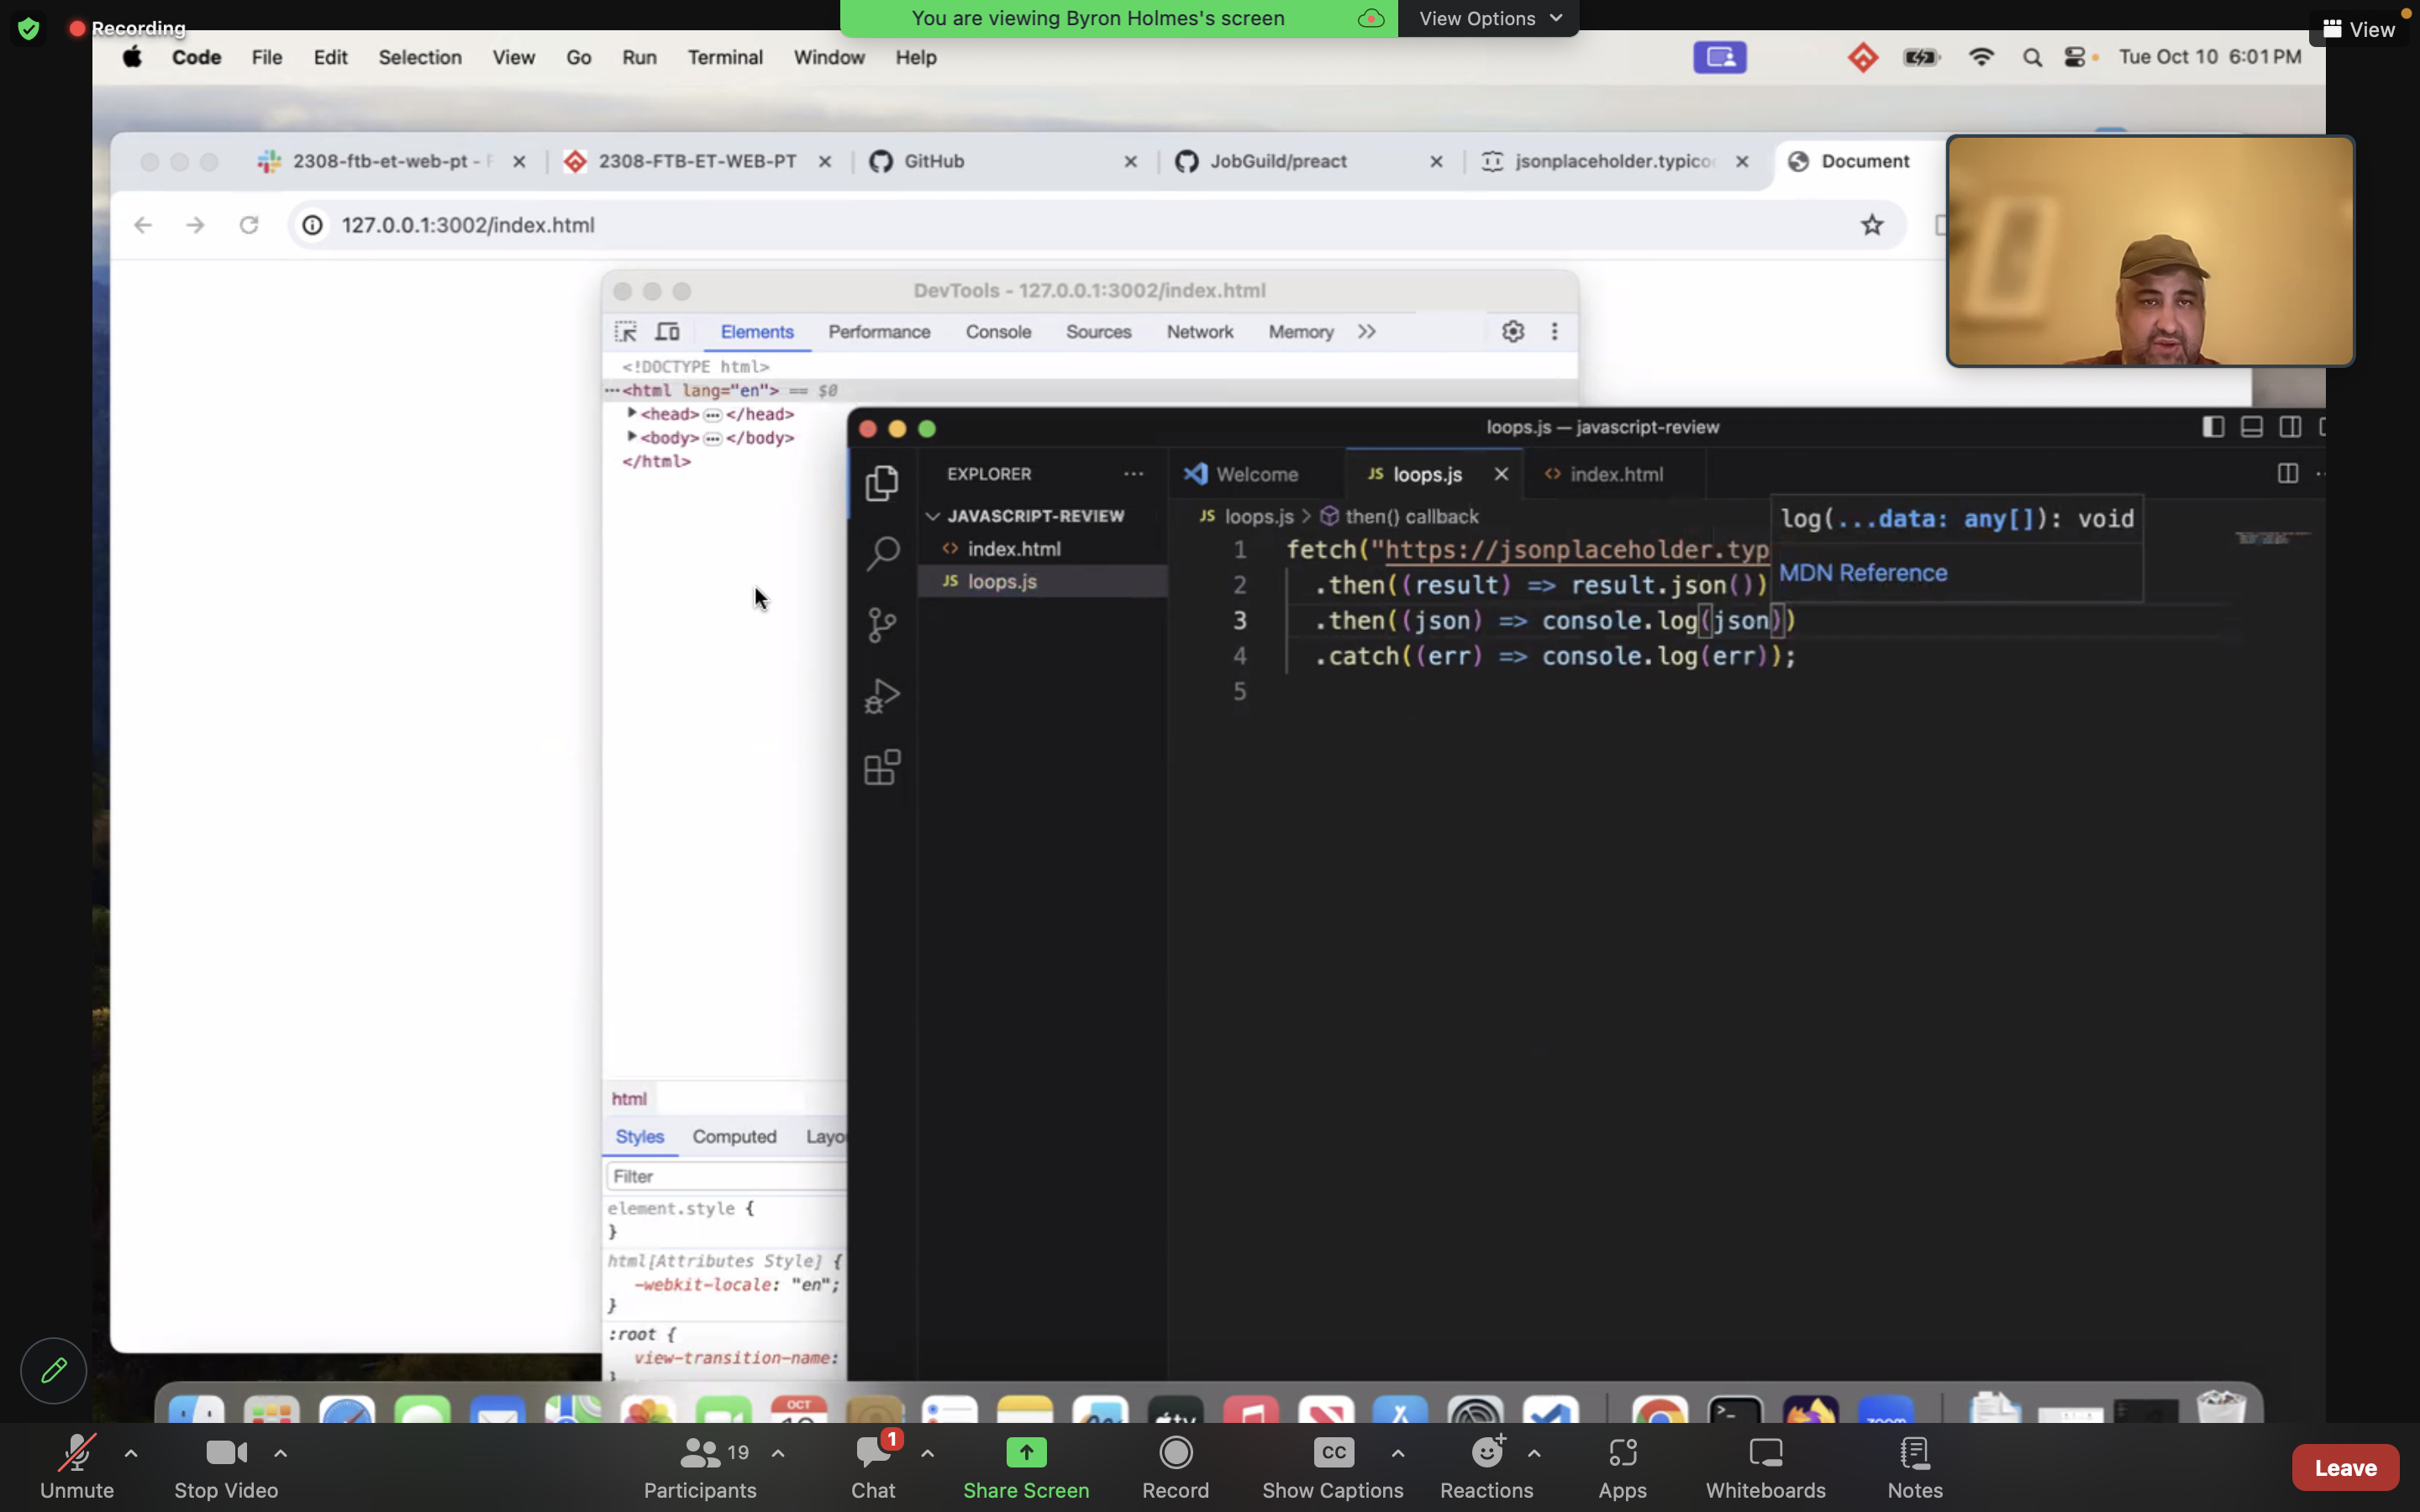 Recording
You are viewing Byron Holmes's screen
View Options
View
Code File Edit Selection View Go Run Terminal Window Help
Tue Oct 10 6:01 PM
2308-ftb-et-web-pt -
2308-FTB-ET-WEB-PT
GitHub
JobGuild/preact
jsonplaceholder.typico
Document
127.0.0.1:3002/index.html
DevTools - 127.0.0.1:3002/index.html
Elements Performance Console Sources Network Memory
<!DOCTYPE html>
<html lang="en"> == $0
<head> ... </head>
<body> ... </body>
</html>
html
Styles Computed Layou
Filter
element.style {
}
html[Attributes Style] {
-webkit-locale: "en";
}
:root {
view-transition-name:
loops.js — javascript-review
EXPLORER
JAVASCRIPT-REVIEW
index.html
JS loops.js
Welcome
JS loops.js
index.html
JS loops.js > then() callback
log(...data: any[]): void
MDN Reference
1 fetch("https://jsonplaceholder.typ
2 .then((result) => result.json())
3 .then((json) => console.log(json))
4 .catch((err) => console.log(err));
5
OCT
tv
zoom
Unmute
Stop Video
19
Participants
1
Chat
Share Screen
Record
CC
Show Captions
Reactions
Apps
Whiteboards
Notes
Leave